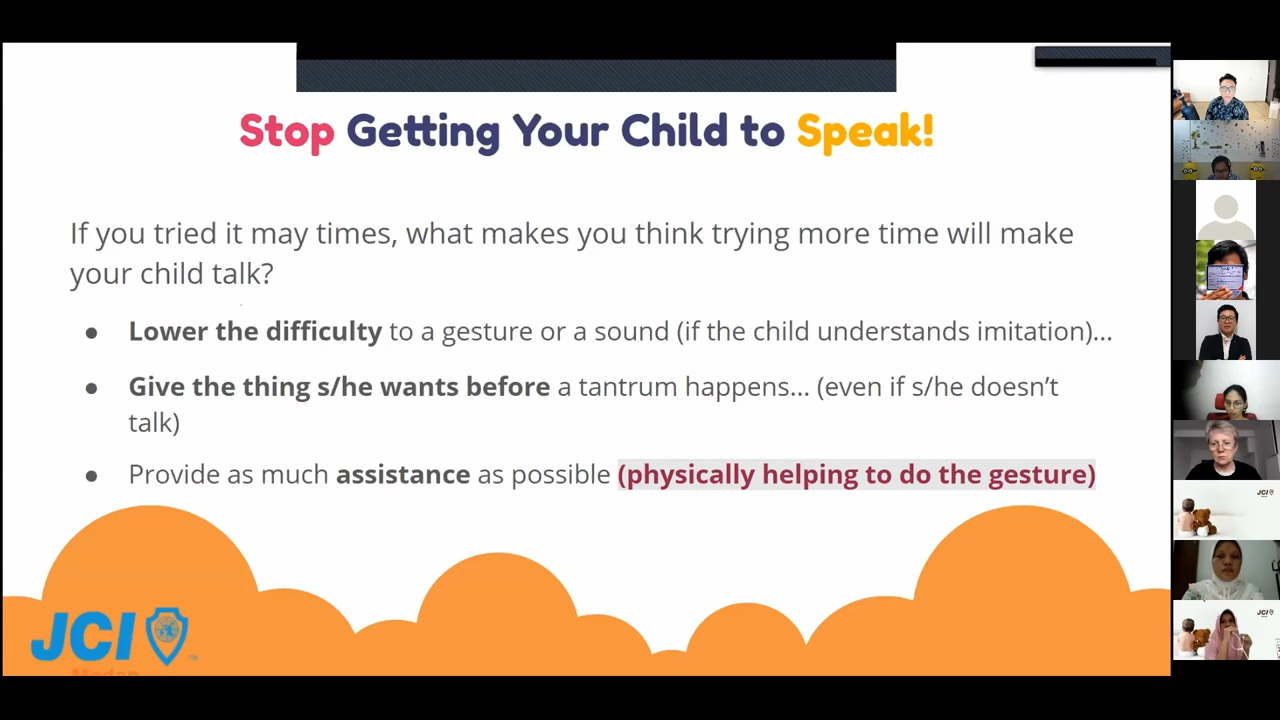 Stop Getting Your Child to Speak!
If you tried it may times, what makes you think trying more time will make
your child talk?
● Lower the difficulty to a gesture or a sound (if the child understands imitation)...
● Give the thing s/he wants before a tantrum happens... (even if s/he doesn't
talk)
● Provide as much assistance as possible (physically helping to do the gesture)
JCI
JCI
JCI